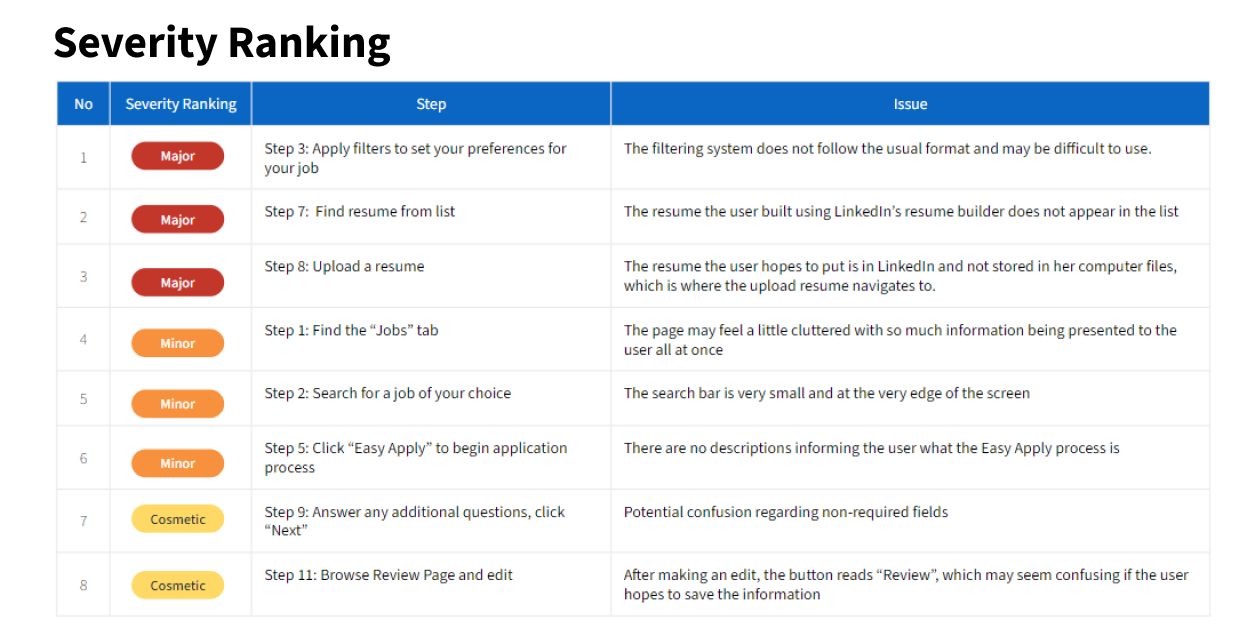 Severity Ranking
No Severity Ranking Step Issue
1 Major Step 3: Apply filters to set your preferences for The filtering system does not follow the usual format and may be difficult to use.
your job
2 Major Step 7:  Find resume from list The resume the user built using LinkedIn’s resume builder does not appear in the list
3 Major Step 8: Upload a resume The resume the user hopes to put is in LinkedIn and not stored in her computer files,
which is where the upload resume navigates to.
4 Minor Step 1: Find the “Jobs” tab The page may feel a little cluttered with so much information being presented to the
user all at once
5 Minor Step 2: Search for a job of your choice The search bar is very small and at the very edge of the screen
6 Minor Step 5: Click “Easy Apply” to begin application There are no descriptions informing the user what the Easy Apply process is
process
7 Cosmetic Step 9: Answer any additional questions, click Potential confusion regarding non-required fields
“Next”
8 Cosmetic Step 11: Browse Review Page and edit After making an edit, the button reads “Review”, which may seem confusing if the user
hopes to save the information